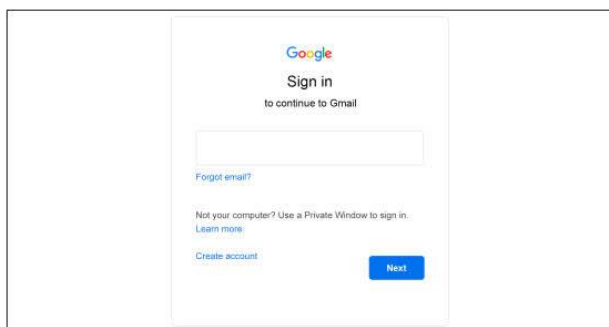 Google
Sign in
to continue to Gmail
Forgot email?
Not your computer? Use a Private Window to sign in.
Learn more
Create account
Next